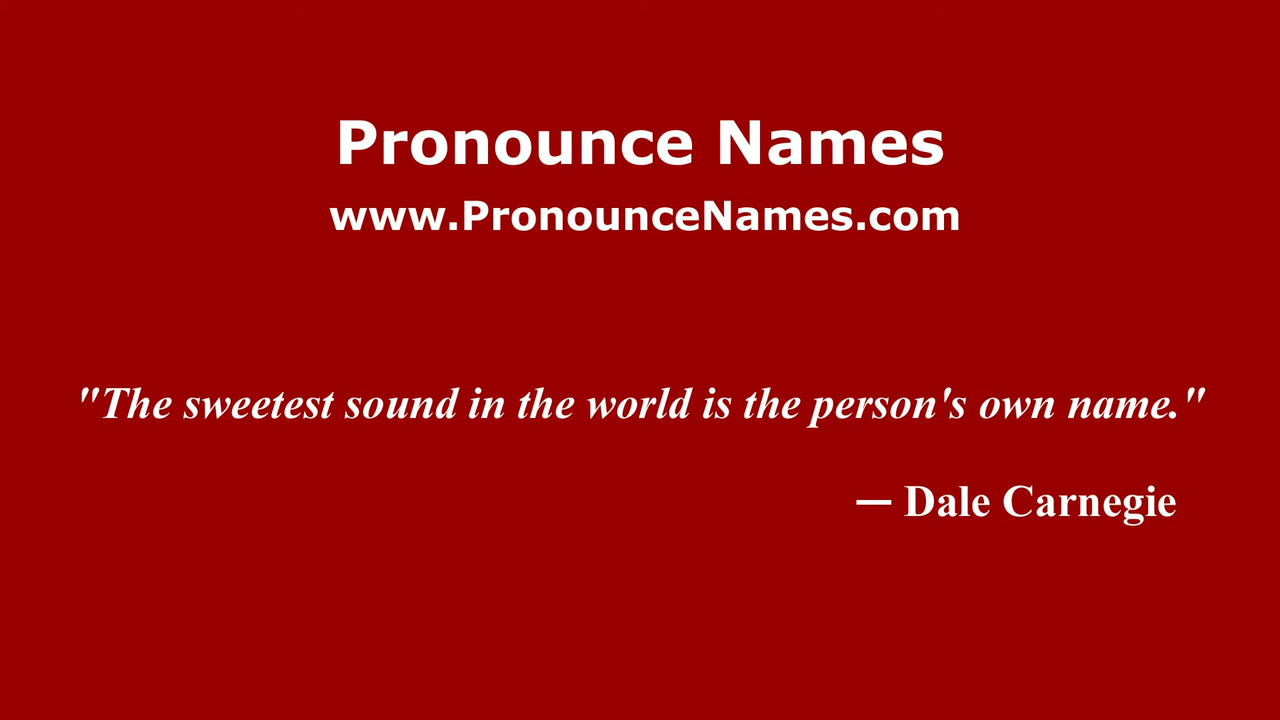 Pronounce Names
www.PronounceNames.com
"The sweetest sound in the world is the person's own name."
— Dale Carnegie